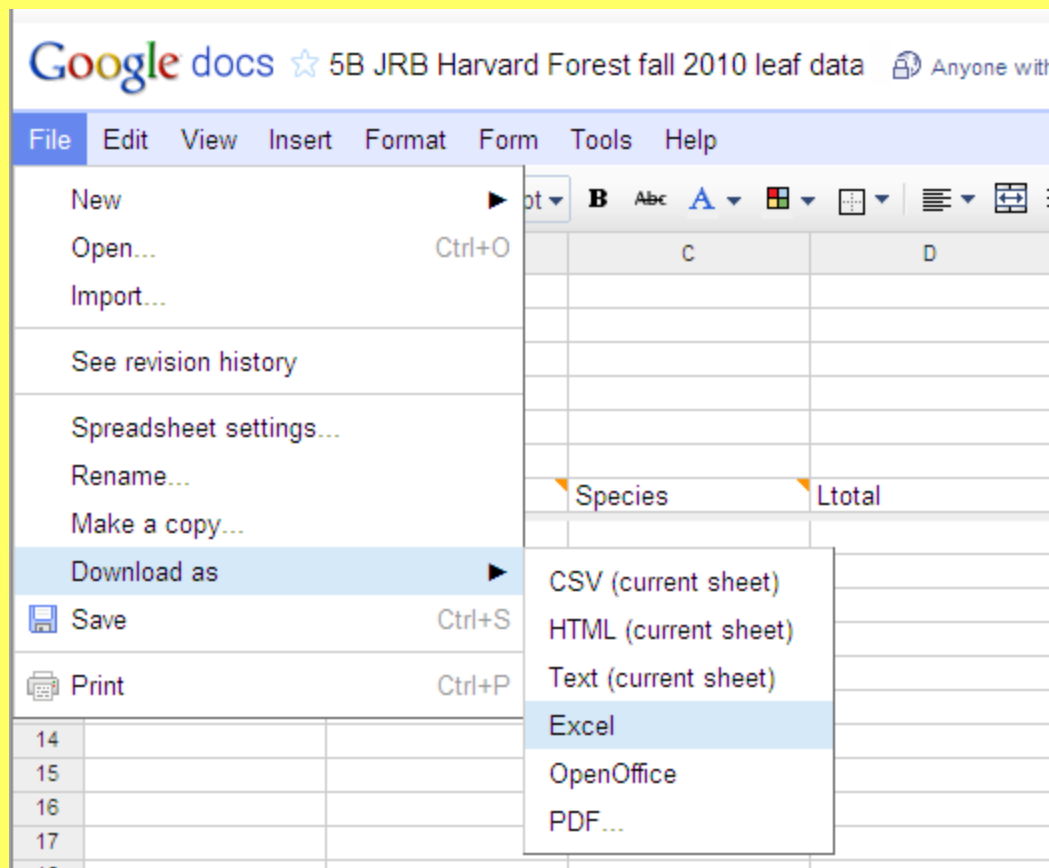 Google docs ☆ 5B JRB Harvard Forest fall 2010 leaf data Anyone with
File Edit View Insert Format Form Tools Help
New ▶
Open... Ctrl+O
Import...
See revision history
Spreadsheet settings...
Rename...
Make a copy...
Download as ▶
Save Ctrl+S
Print Ctrl+P
CSV (current sheet)
HTML (current sheet)
Text (current sheet)
Excel
OpenOffice
PDF...
pt B Abc A
C D
Species Ltotal
14
15
16
17